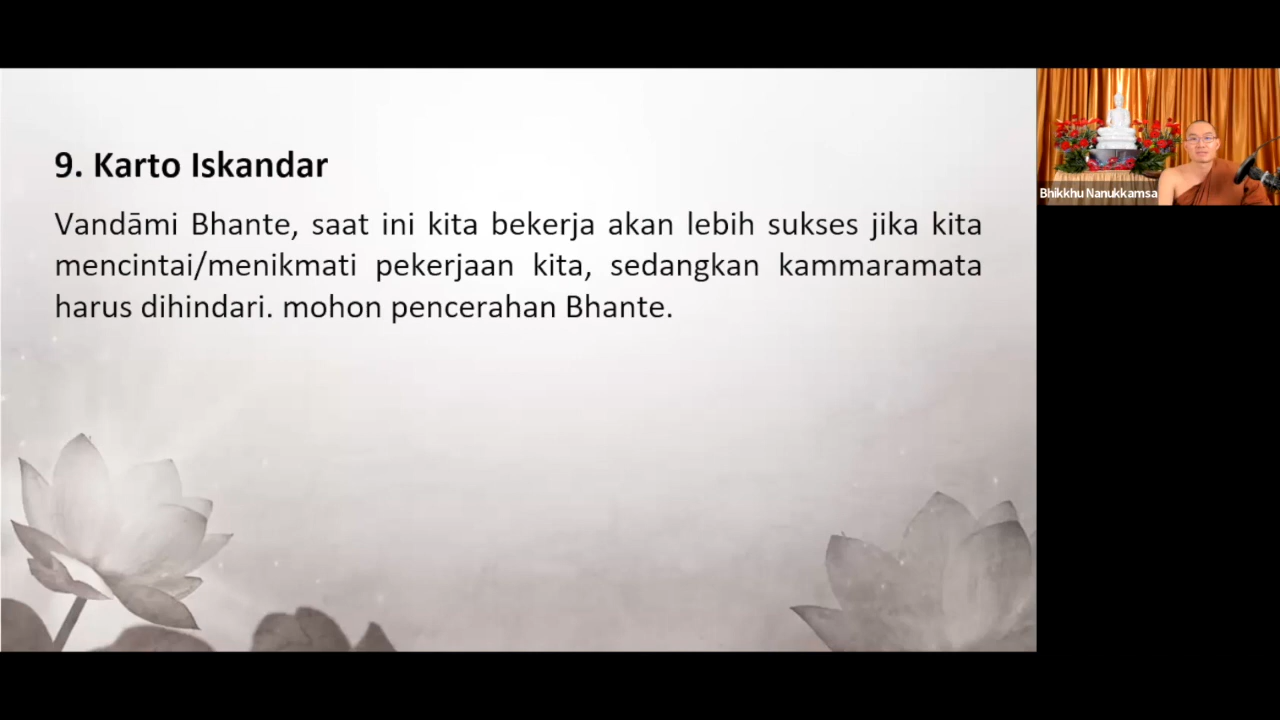 9. Karto Iskandar
Vandāmi Bhante, saat ini kita bekerja akan lebih sukses jika kita
mencintai/menikmati pekerjaan kita, sedangkan kammaramata
harus dihindari. mohon pencerahan Bhante.
Bhikkhu Nanukkamsa